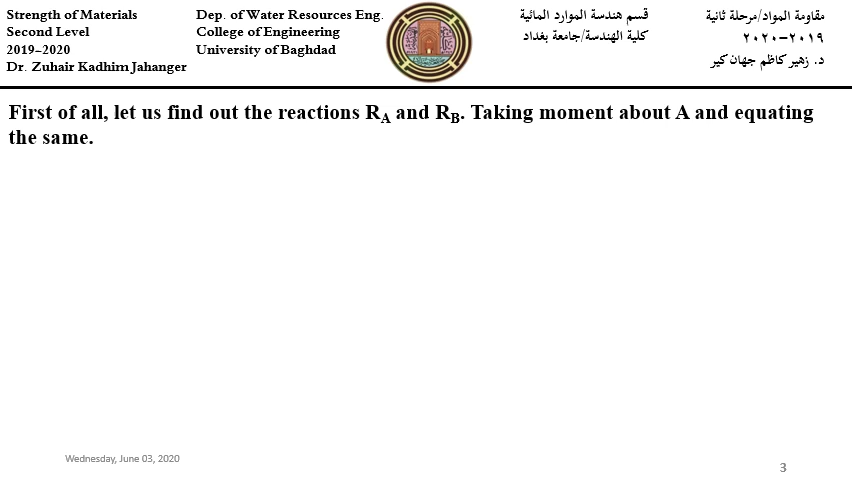 Strength of Materials
Second Level
2019-2020
Dr. Zuhair Kadhim Jahanger
Dep. of Water Resources Eng.
College of Engineering
University of Baghdad
قسم هندسة الموارد المائية
كلية الهندسة/جامعة بغداد
مقاومة المواد/مرحلة ثانية
٢٠١٩-٢٠٢٠
د. زهير كاظم جهان كير
First of all, let us find out the reactions RA and RB. Taking moment about A and equating
the same.
Wednesday, June 03, 2020
3